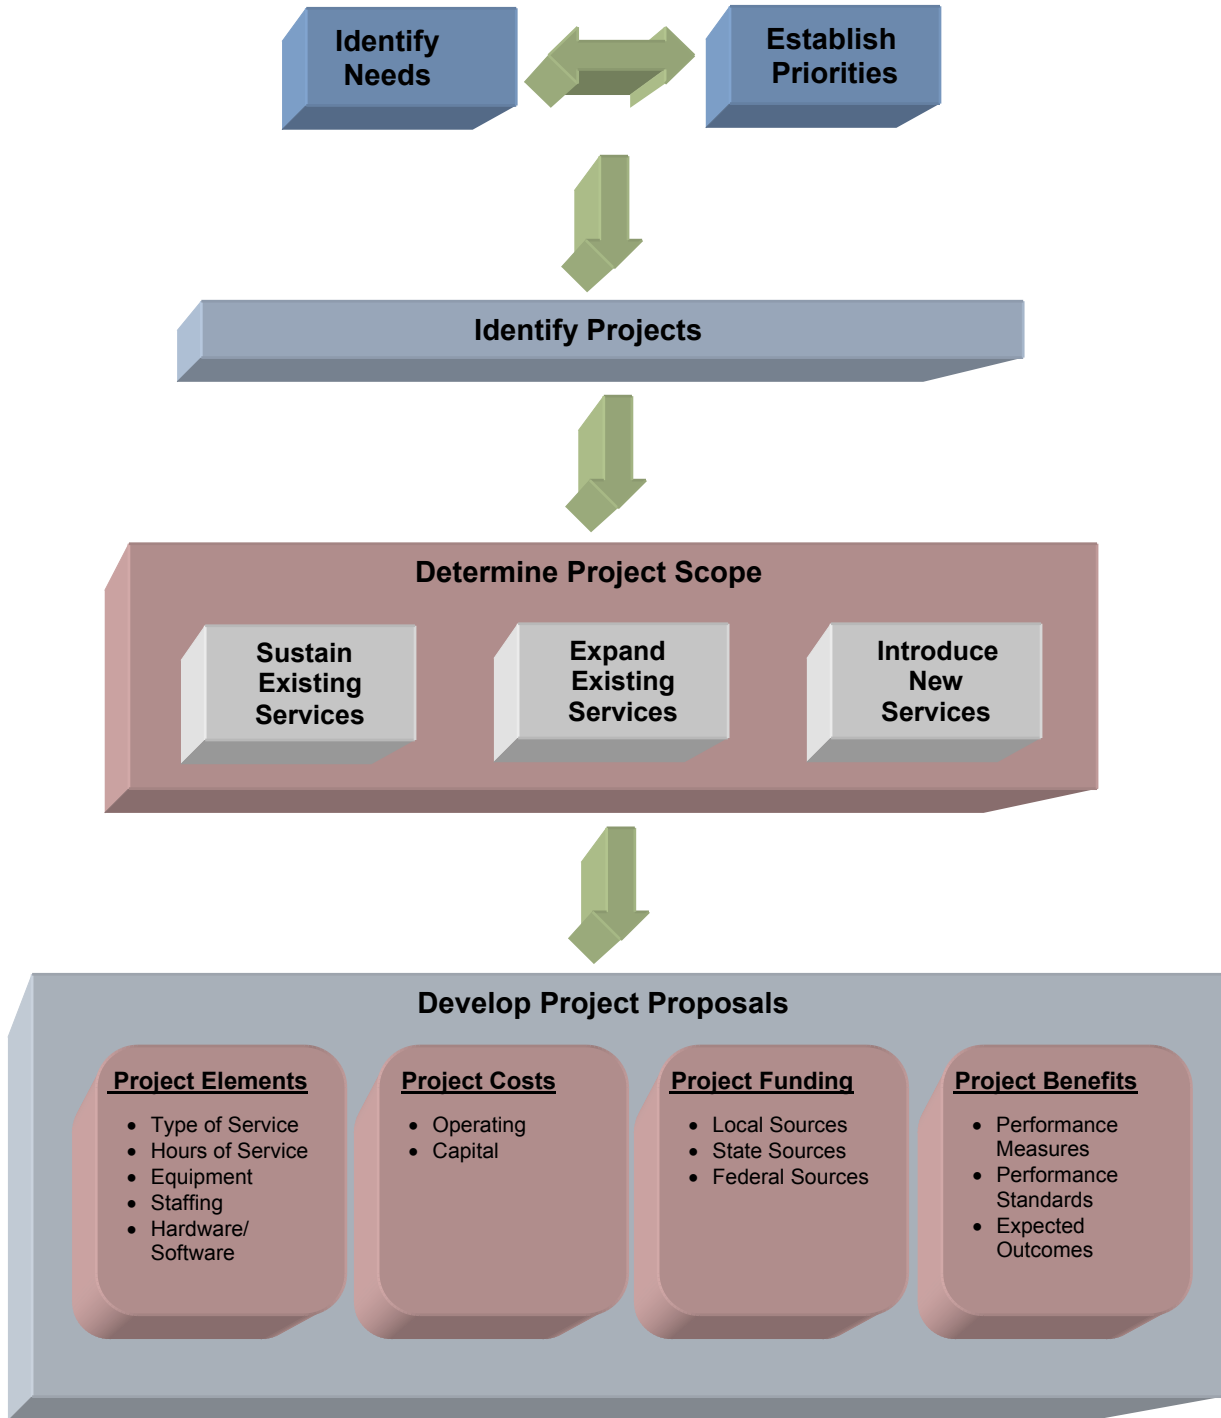 Identify
Needs
Establish
Priorities
Identify Projects
Determine Project Scope
Sustain
Existing
Services
Expand
Existing
Services
Introduce
New
Services
Develop Project Proposals
Project Elements
• Type of Service
• Hours of Service
• Equipment
• Staffing
• Hardware/
Software
Project Costs
• Operating
• Capital
Project Funding
• Local Sources
• State Sources
• Federal Sources
Project Benefits
• Performance
Measures
• Performance
Standards
• Expected
Outcomes